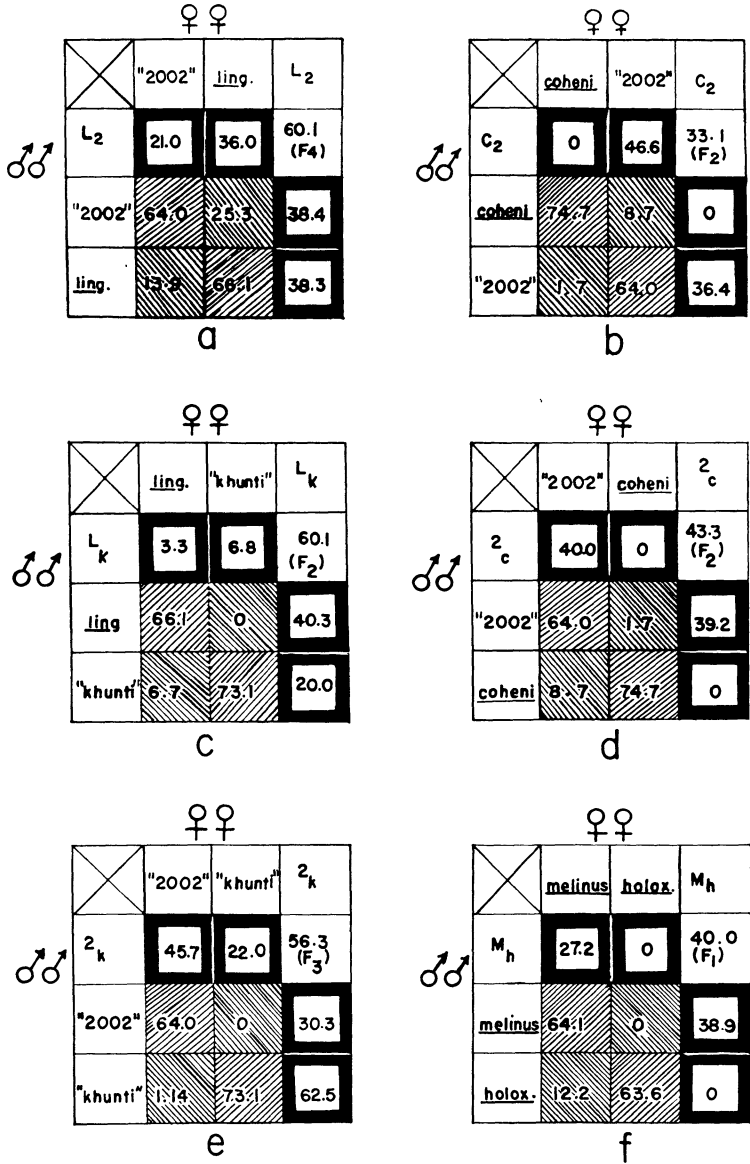 ♀♀
"2002" ling. L2
♂♂ L2 21.0 36.0 60.1 (F4)
"2002" 64.0 25.3 38.4
ling. 13.9 66.1 38.3
a
♀♀
coheni "2002" C2
♂♂ C2 0 46.6 33.1 (F2)
coheni 74.7 8.7 0
"2002" 1.7 64.0 36.4
b
♀♀
ling. "khunti" Lk
♂♂ Lk 3.3 6.8 60.1 (F2)
ling 66.1 0 40.3
"khunti" 6.7 73.1 20.0
c
♀♀
"2002" coheni 2c
♂♂ 2c 40.0 0 43.3 (F2)
"2002" 64.0 1.7 39.2
coheni 8.7 74.7 0
d
♀♀
"2002" "khunti" 2k
♂♂ 2k 45.7 22.0 56.3 (F3)
"2002" 64.0 0 30.3
"khunti" 1.14 73.1 62.5
e
♀♀
melinus holox. Mh
♂♂ Mh 27.2 0 40.0 (F1)
melinus 64.1 0 38.9
holox. 12.2 63.6 0
f